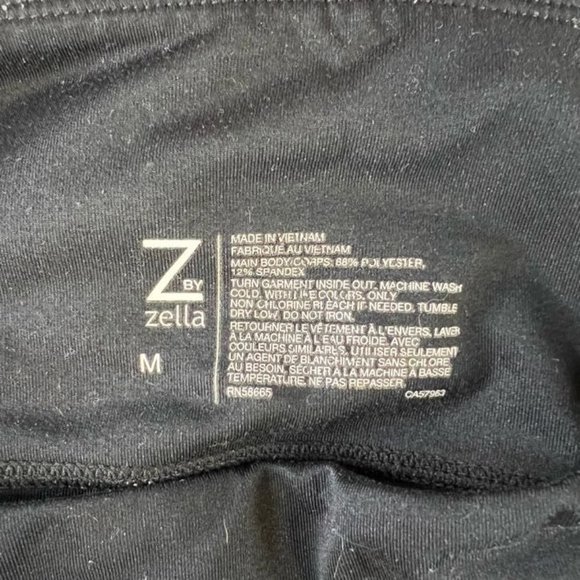 Z BY
zella
M
MADE IN VIETNAM
FABRIQUÉ AU VIETNAM
MAIN BODY/CORPS: 88% POLYESTER,
12% SPANDEX
TURN GARMENT INSIDE OUT. MACHINE WASH
COLD, WITH LIKE COLORS. ONLY
NON CHLORINE BLEACH IF NEEDED. TUMBLE
DRY LOW. DO NOT IRON.
RETOURNER LE VÊTEMENT À L'ENVERS. LAVER
À LA MACHINE À L'EAU FROIDE. AVEC
COULEURS SIMILAIRES. UTILISER SEULEMENT
UN AGENT DE BLANCHIMENT SANS CHLORE
AU BESOIN. SÉCHER À LA MACHINE À BASSE
TEMPÉRATURE. NE PAS REPASSER.
RN58665 CA57963